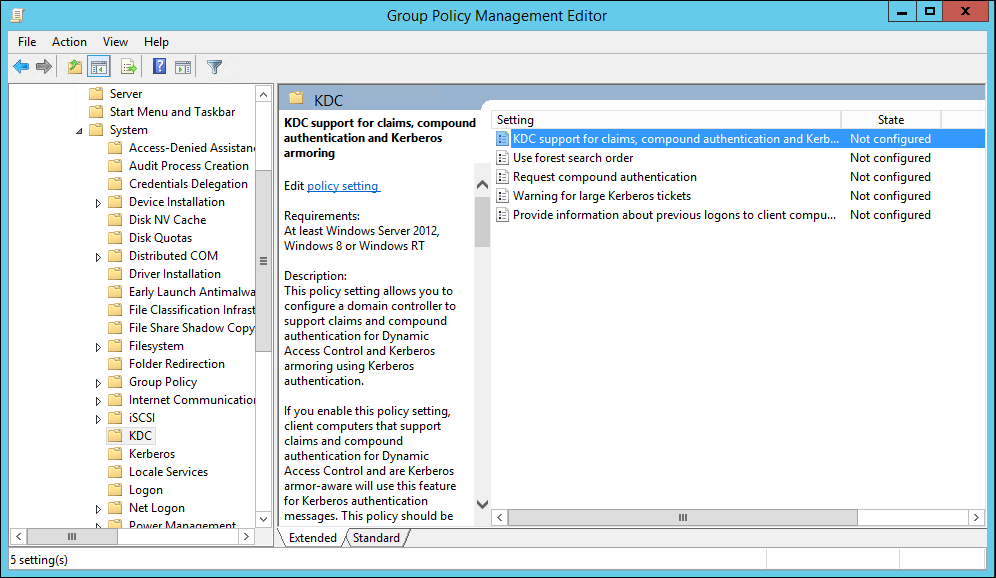 Group Policy Management Editor
File Action View Help
Server
Start Menu and Taskbar
System
Access-Denied Assistan
Audit Process Creation
Credentials Delegation
Device Installation
Disk NV Cache
Disk Quotas
Distributed COM
Driver Installation
Early Launch Antimalwa
File Classification Infrast
File Share Shadow Copy
Filesystem
Folder Redirection
Group Policy
Internet Communication
iSCSI
KDC
Kerberos
Locale Services
Logon
Net Logon
Power Management
KDC
KDC support for claims, compound
authentication and Kerberos
armoring
Edit policy setting
Requirements:
At least Windows Server 2012,
Windows 8 or Windows RT
Description:
This policy setting allows you to
configure a domain controller to
support claims and compound
authentication for Dynamic
Access Control and Kerberos
armoring using Kerberos
authentication.
If you enable this policy setting,
client computers that support
claims and compound
authentication for Dynamic
Access Control and are Kerberos
armor-aware will use this feature
for Kerberos authentication
messages. This policy should be
Setting State
KDC support for claims, compound authentication and Kerb... Not configured
Use forest search order Not configured
Request compound authentication Not configured
Warning for large Kerberos tickets Not configured
Provide information about previous logons to client compu... Not configured
Extended Standard
5 setting(s)